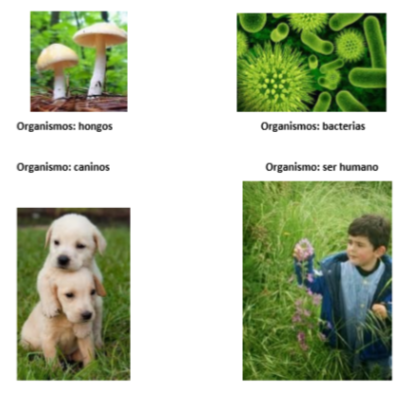 Organismos: hongos
Organismos: bacterias
Organismo: caninos
Organismo: ser humano